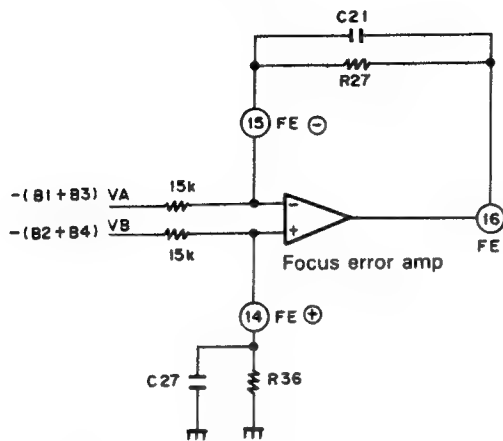 C21
R27
15 FE ⊖
-(B1+B3) VA 15k
-(B2+B4) VB 15k
- +
Focus error amp
16
FE
14 FE ⊕
C27 R36